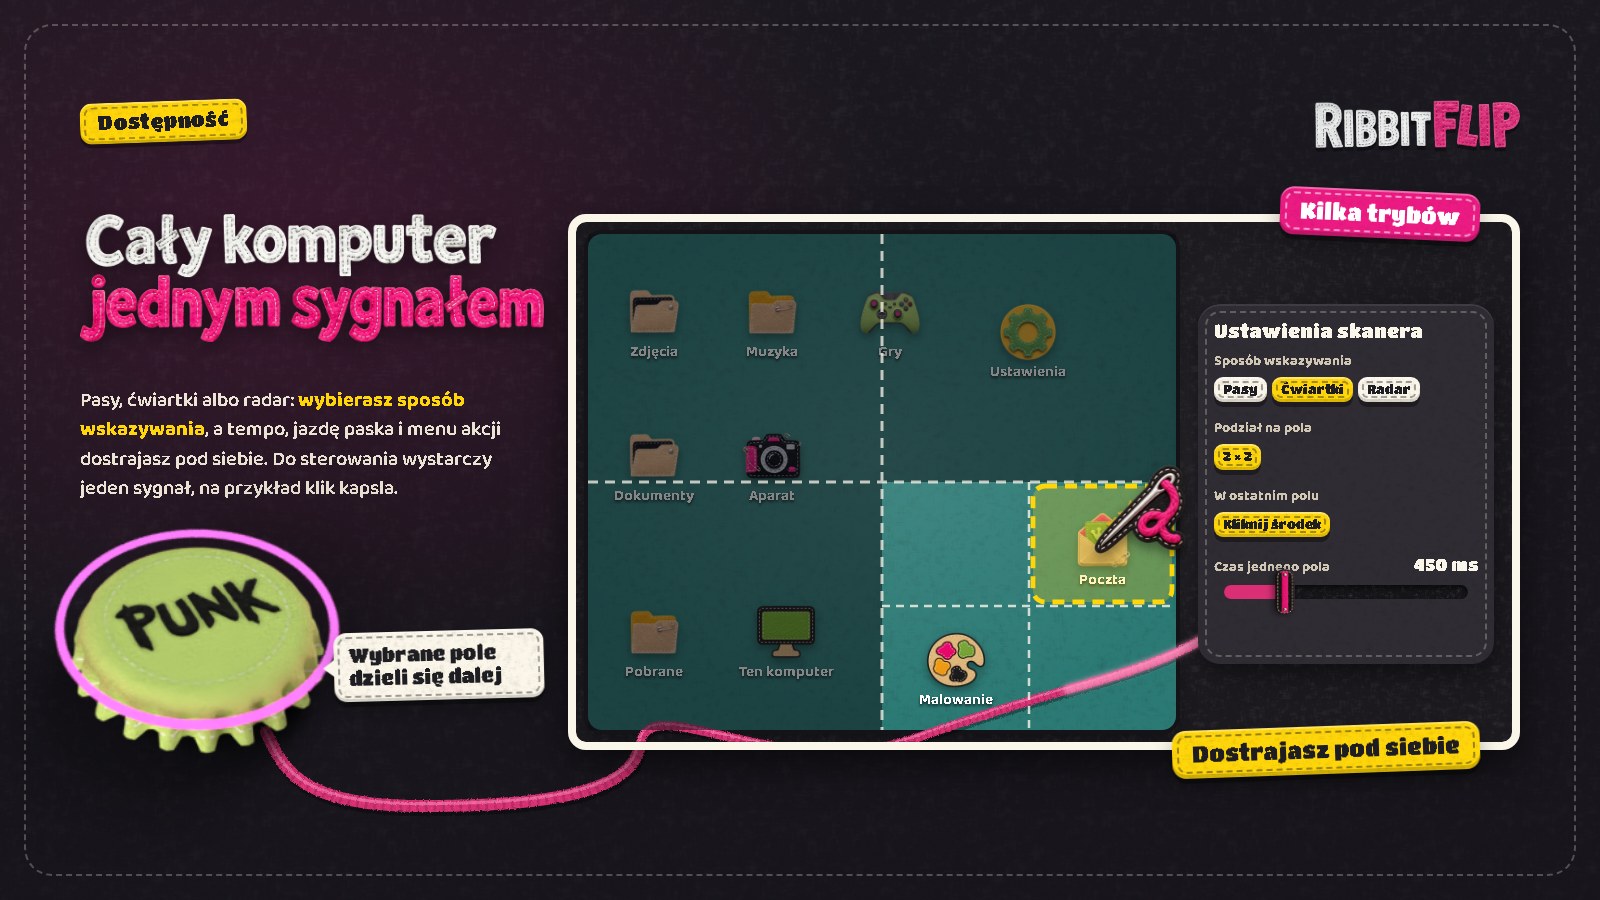 Dostępność
RIBBITFLIP
Cały komputer
jednym sygnałem
Pasy, ćwiartki albo radar: wybierasz sposób
wskazywania, a tempo, jazdę paska i menu akcji
dostrajasz pod siebie. Do sterowania wystarczy
jeden sygnał, na przykład klik kapsla.
PUNK
Wybrane pole
dzieli się dalej
Kilka trybów
Zdjęcia
Muzyka
Gry
Ustawienia
Dokumenty
Aparat
Poczta
Pobrane
Ten komputer
Malowanie
Ustawienia skanera
Sposób wskazywania
Pasy
Ćwiartki
Radar
Podział na pola
2 × 2
W ostatnim polu
Kliknij środek
Czas jednego pola
450 ms
Dostrajasz pod siebie